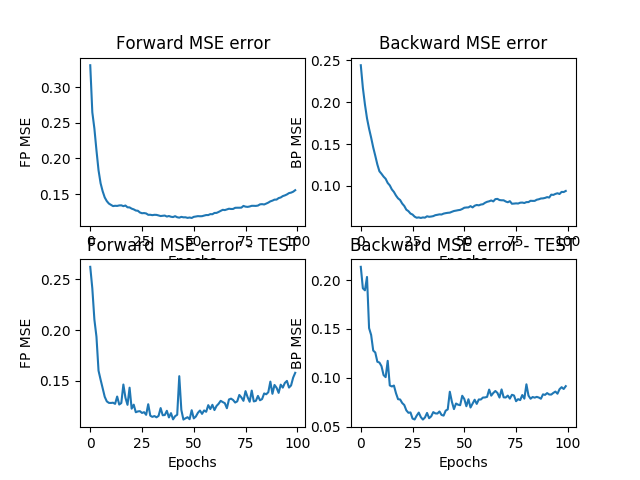 Forward MSE error
Backward MSE error
FP MSE
0.30
0.25
0.20
0.15
0 25 50 75 100
Epochs
BP MSE
0.25
0.20
0.15
0.10
0 25 50 75 100
Epochs
Forward MSE error - TEST
Backward MSE error - TEST
FP MSE
0.25
0.20
0.15
0 25 50 75 100
Epochs
BP MSE
0.20
0.15
0.10
0.05
0 25 50 75 100
Epochs